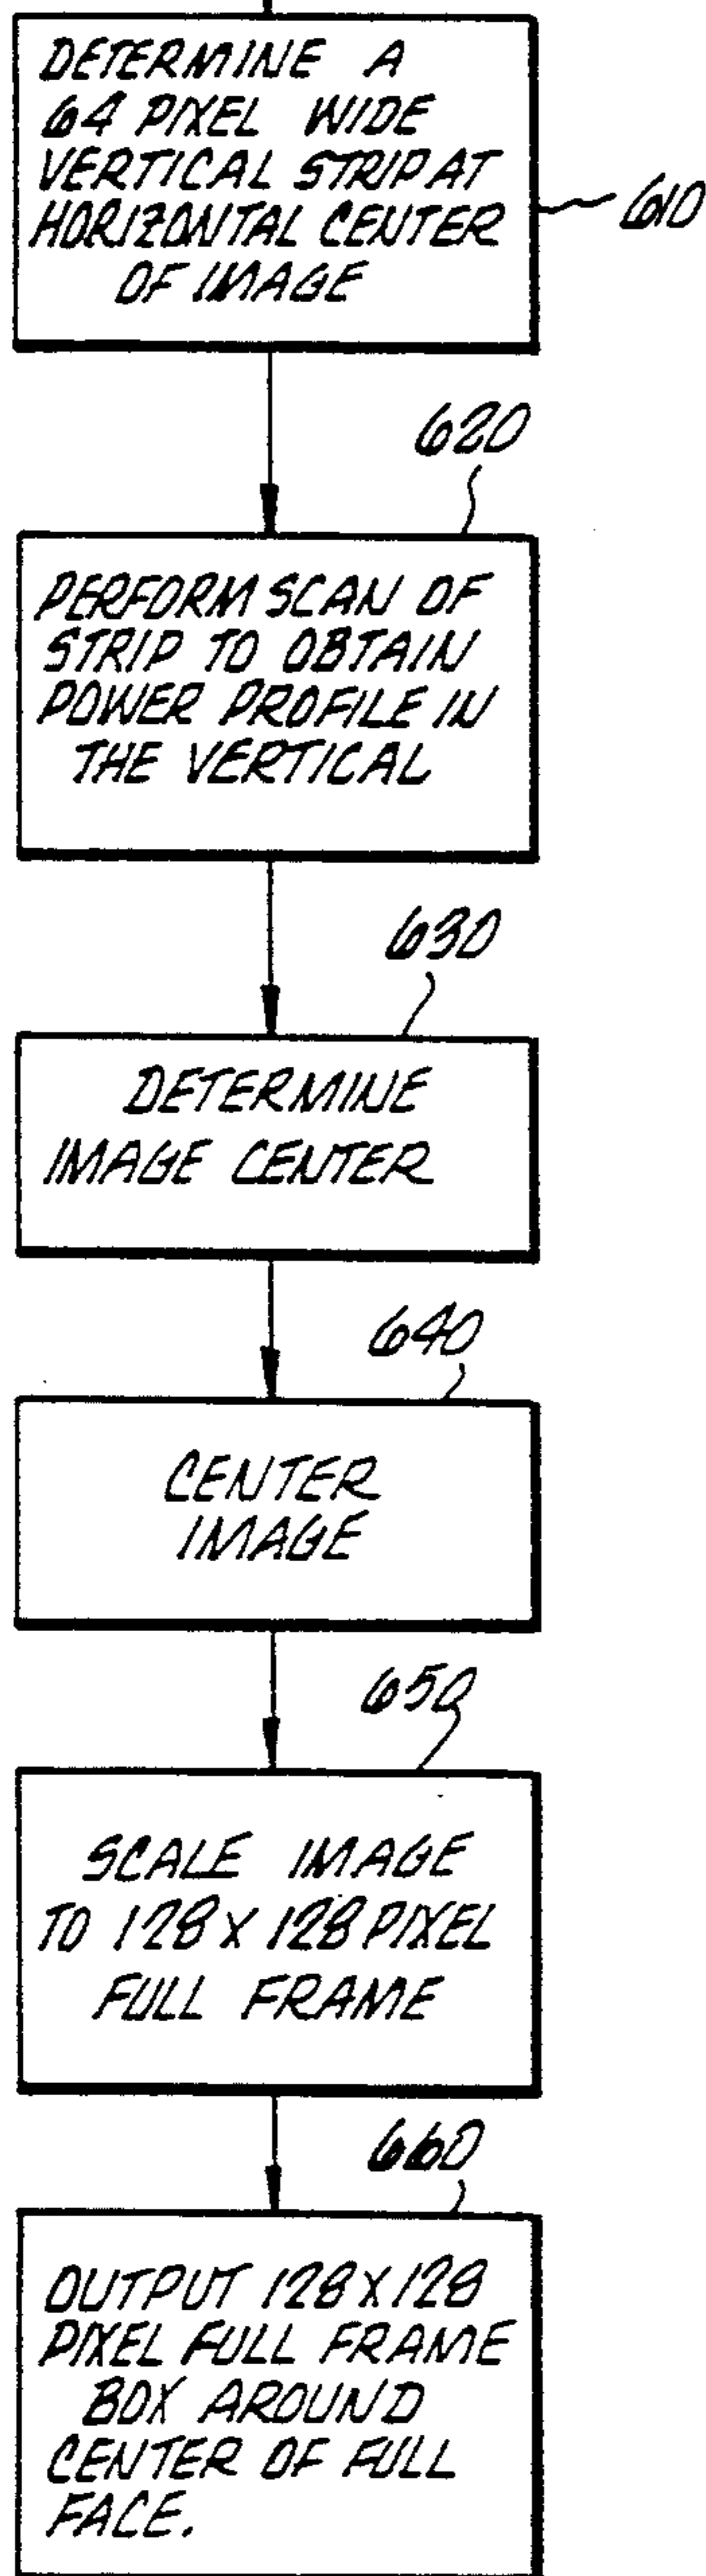 DETERMINE A
64 PIXEL WIDE
VERTICAL STRIP AT
HORIZONTAL CENTER
OF IMAGE
610
620
PERFORM SCAN OF
STRIP TO OBTAIN
POWER PROFILE IN
THE VERTICAL
630
DETERMINE
IMAGE CENTER
640
CENTER
IMAGE
650
SCALE IMAGE
TO 128 X 128 PIXEL
FULL FRAME
660
OUTPUT 128 X 128
PIXEL FULL FRAME
BOX AROUND
CENTER OF FULL
FACE.